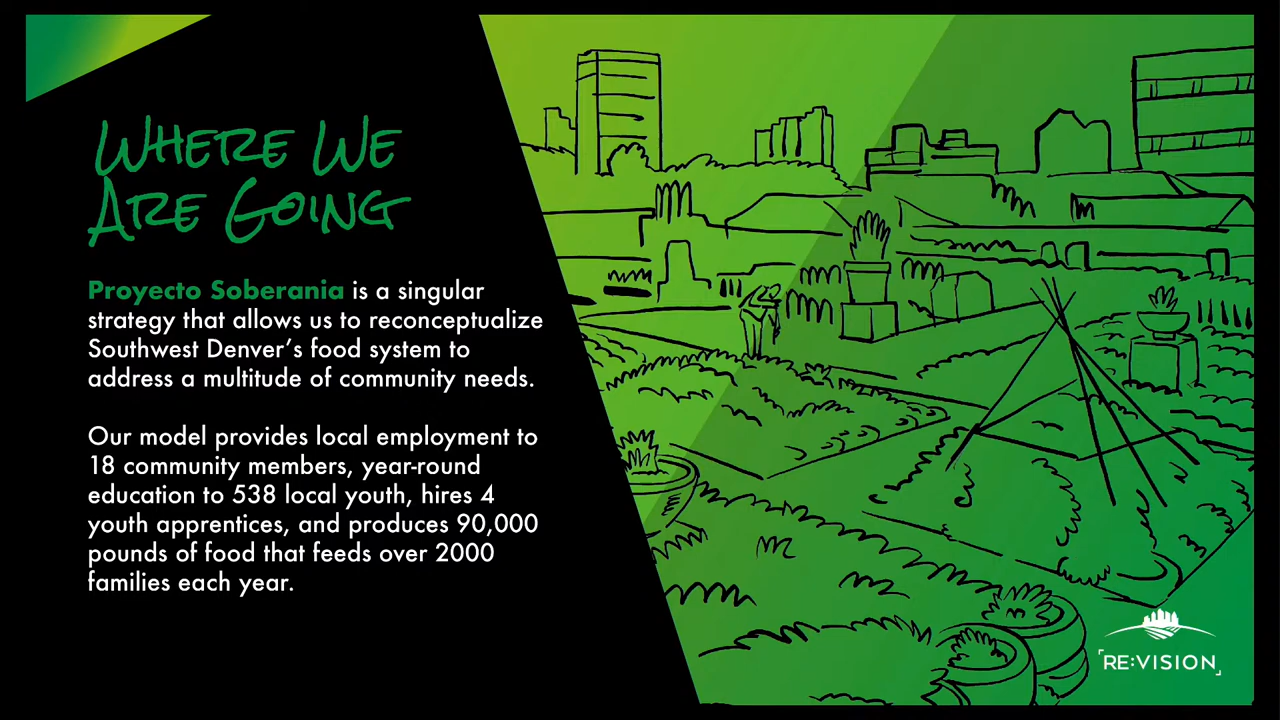 WHERE WE
ARE GOING
Proyecto Soberania is a singular
strategy that allows us to reconceptualize
Southwest Denver's food system to
address a multitude of community needs.
Our model provides local employment to
18 community members, year-round
education to 538 local youth, hires 4
youth apprentices, and produces 90,000
pounds of food that feeds over 2000
families each year.
RE:VISION